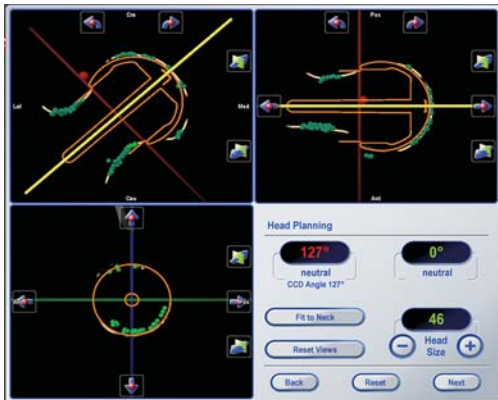 Cra
Lat
Med
Cau
Pos
Ant
Head Planning
127°
neutral
CCD Angle 127°
0°
neutral
Fit to Neck
46
Head
Size
Reset Views
Back
Reset
Next